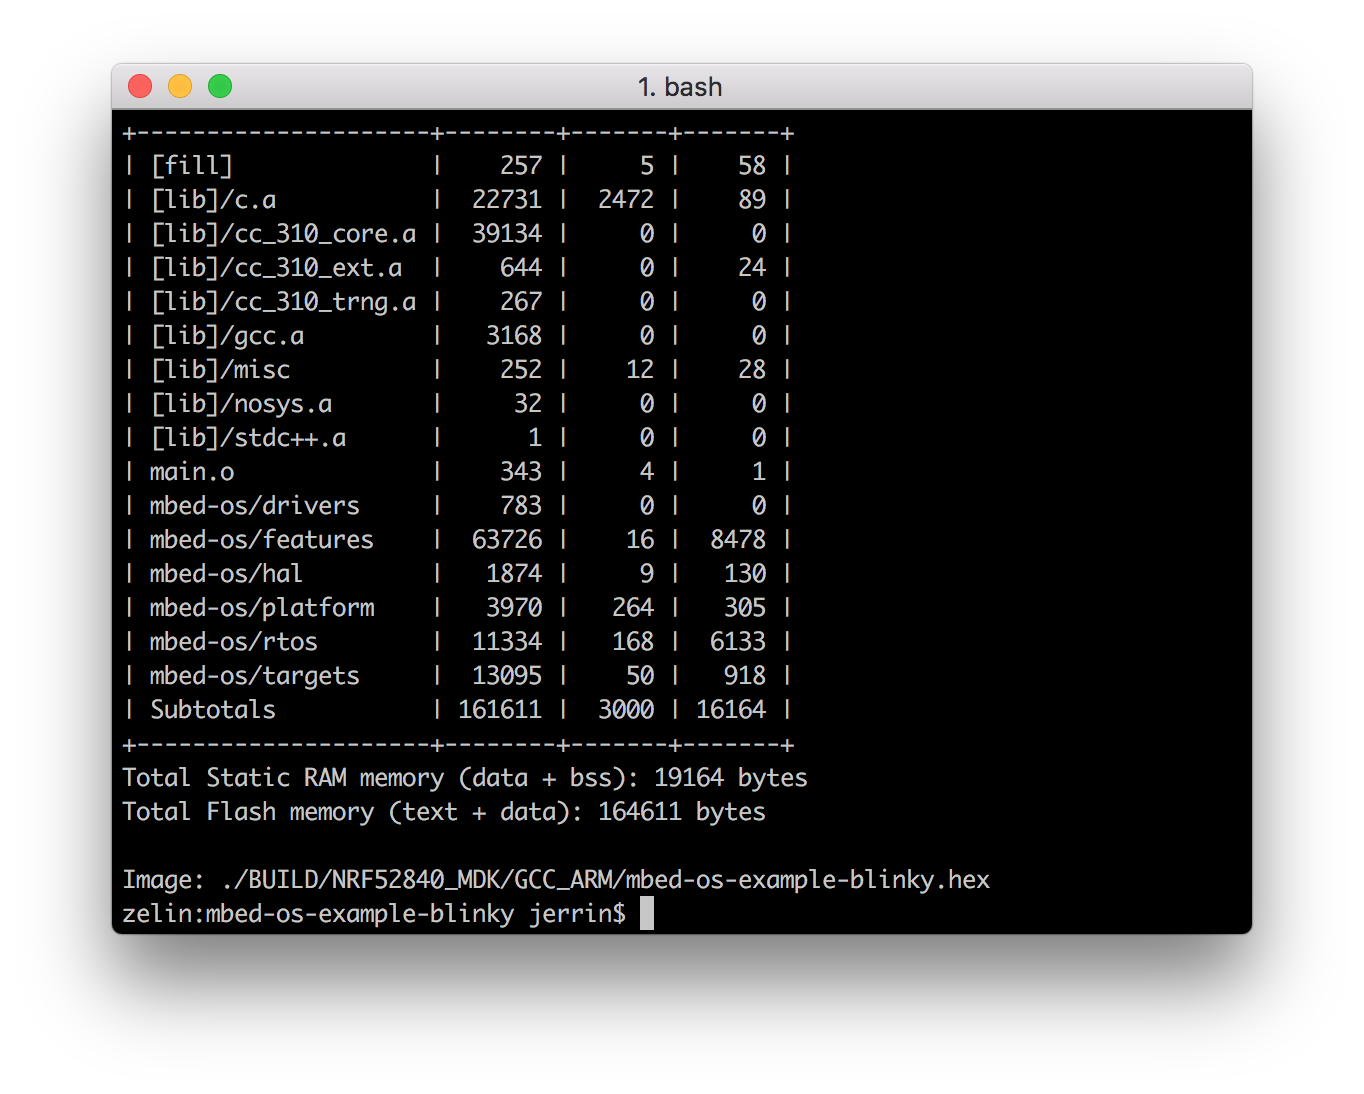 1. bash
+---------------------+--------+-------+-------+
| [fill]              |    257 |     5 |    58 |
| [lib]/c.a           |  22731 |  2472 |    89 |
| [lib]/cc_310_core.a |  39134 |     0 |     0 |
| [lib]/cc_310_ext.a  |    644 |     0 |    24 |
| [lib]/cc_310_trng.a |    267 |     0 |     0 |
| [lib]/gcc.a         |   3168 |     0 |     0 |
| [lib]/misc          |    252 |    12 |    28 |
| [lib]/nosys.a       |     32 |     0 |     0 |
| [lib]/stdc++.a      |      1 |     0 |     0 |
| main.o              |    343 |     4 |     1 |
| mbed-os/drivers     |    783 |     0 |     0 |
| mbed-os/features    |  63726 |    16 |  8478 |
| mbed-os/hal         |   1874 |     9 |   130 |
| mbed-os/platform    |   3970 |   264 |   305 |
| mbed-os/rtos        |  11334 |   168 |  6133 |
| mbed-os/targets     |  13095 |    50 |   918 |
| Subtotals           | 161611 |  3000 | 16164 |
+---------------------+--------+-------+-------+
Total Static RAM memory (data + bss): 19164 bytes
Total Flash memory (text + data): 164611 bytes
Image: ./BUILD/NRF52840_MDK/GCC_ARM/mbed-os-example-blinky.hex
zelin:mbed-os-example-blinky jerrin$